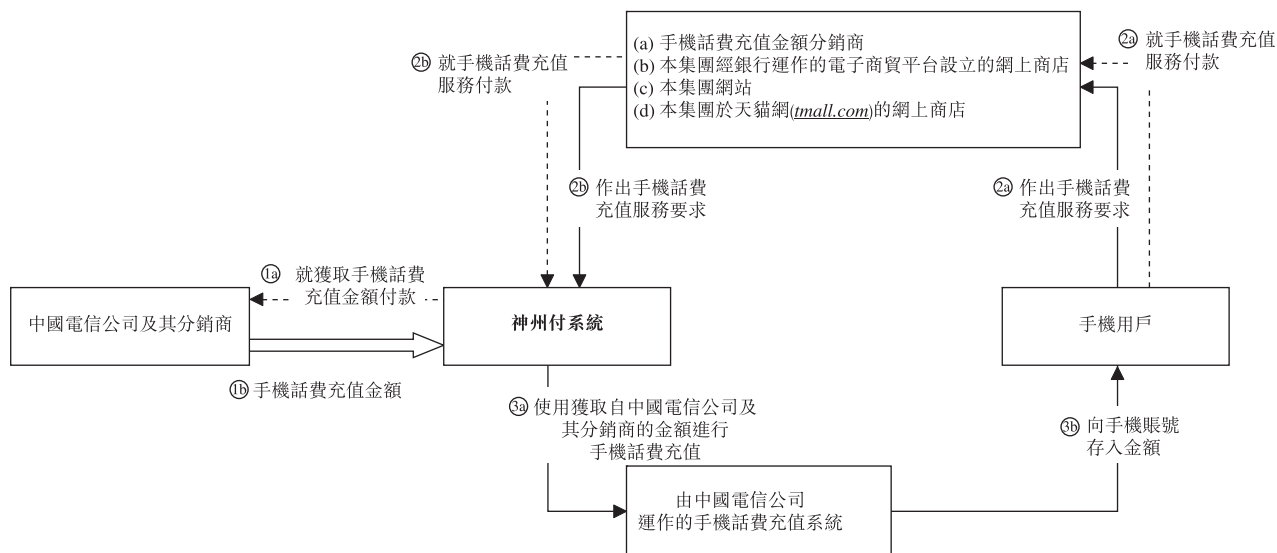 (a) 手機話費充值金額分銷商
(b) 本集團經銀行運作的電子商貿平台設立的網上商店
(c) 本集團網站
(d) 本集團於天貓網(tmall.com)的網上商店
2b 就手機話費充值
服務付款
2a 就手機話費充值
服務付款
2b 作出手機話費
充值服務要求
2a 作出手機話費
充值服務要求
1a 就獲取手機話費
充值金額付款
中國電信公司及其分銷商
神州付系統
手機用戶
1b 手機話費充值金額
3a 使用獲取自中國電信公司及
其分銷商的金額進行
手機話費充值
3b 向手機賬號
存入金額
由中國電信公司
運作的手機話費充值系統